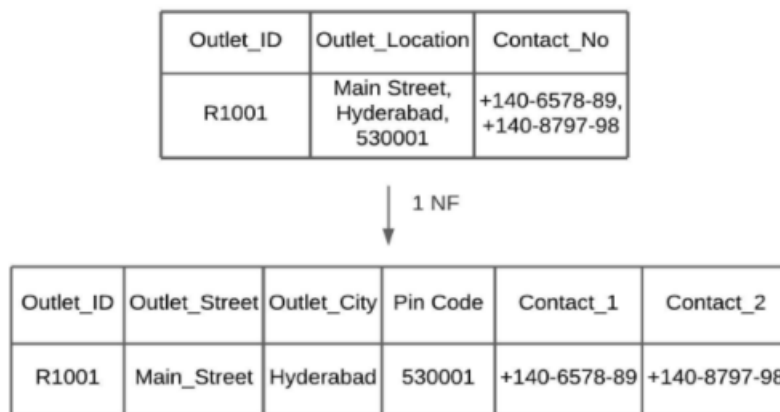 Outlet_ID Outlet_Location Contact_No
R1001 Main Street, Hyderabad, 530001 +140-6578-89, +140-8797-98
1 NF
Outlet_ID Outlet_Street Outlet_City Pin Code Contact_1 Contact_2
R1001 Main_Street Hyderabad 530001 +140-6578-89 +140-8797-98